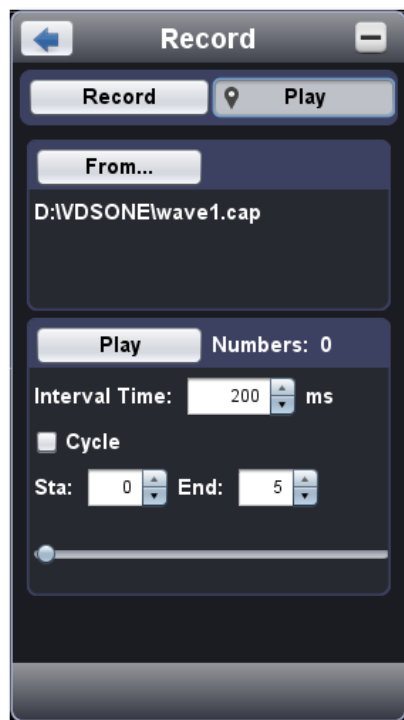 Record
Record Play
From...
D:\VDSONE\wave1.cap
Play Numbers: 0
Interval Time: 200 ms
Cycle
Sta: 0 End: 5